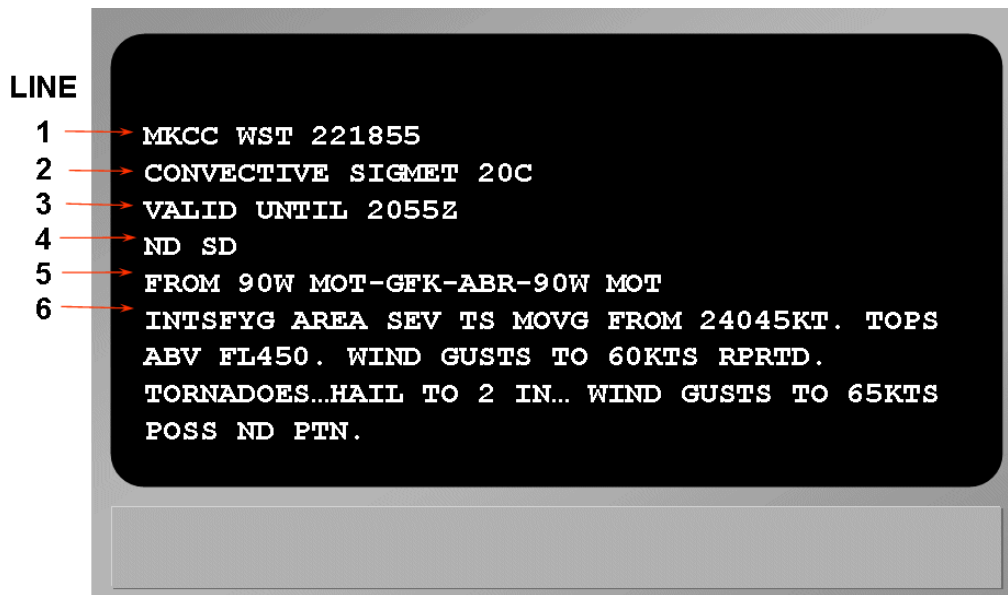 LINE
1 MKCC WST 221855
2 CONVECTIVE SIGMET 20C
3 VALID UNTIL 2055Z
4 ND SD
5 FROM 90W MOT-GFK-ABR-90W MOT
6 INTSFYG AREA SEV TS MOVG FROM 24045KT. TOPS
ABV FL450. WIND GUSTS TO 60KTS RPRTD.
TORNADOES…HAIL TO 2 IN… WIND GUSTS TO 65KTS
POSS ND PTN.